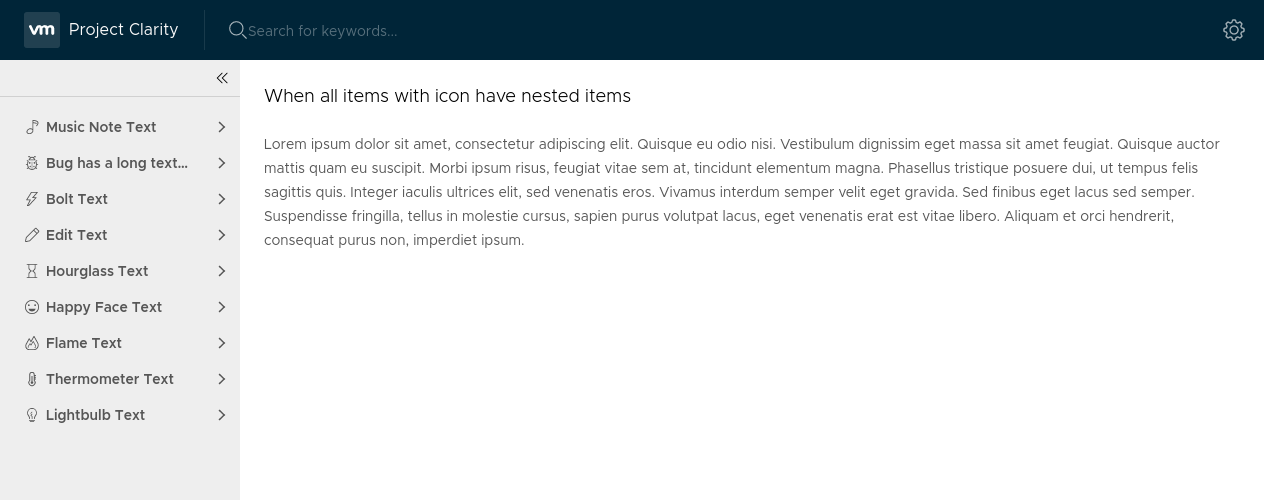 vm Project Clarity
Search for keywords...
When all items with icon have nested items
Music Note Text
Bug has a long text...
Bolt Text
Edit Text
Hourglass Text
Happy Face Text
Flame Text
Thermometer Text
Lightbulb Text
Lorem ipsum dolor sit amet, consectetur adipiscing elit. Quisque eu odio nisi. Vestibulum dignissim eget massa sit amet feugiat. Quisque auctor
mattis quam eu suscipit. Morbi ipsum risus, feugiat vitae sem at, tincidunt elementum magna. Phasellus tristique posuere dui, ut tempus felis
sagittis quis. Integer iaculis ultrices elit, sed venenatis eros. Vivamus interdum semper velit eget gravida. Sed finibus eget lacus sed semper.
Suspendisse fringilla, tellus in molestie cursus, sapien purus volutpat lacus, eget venenatis erat est vitae libero. Aliquam et orci hendrerit,
consequat purus non, imperdiet ipsum.